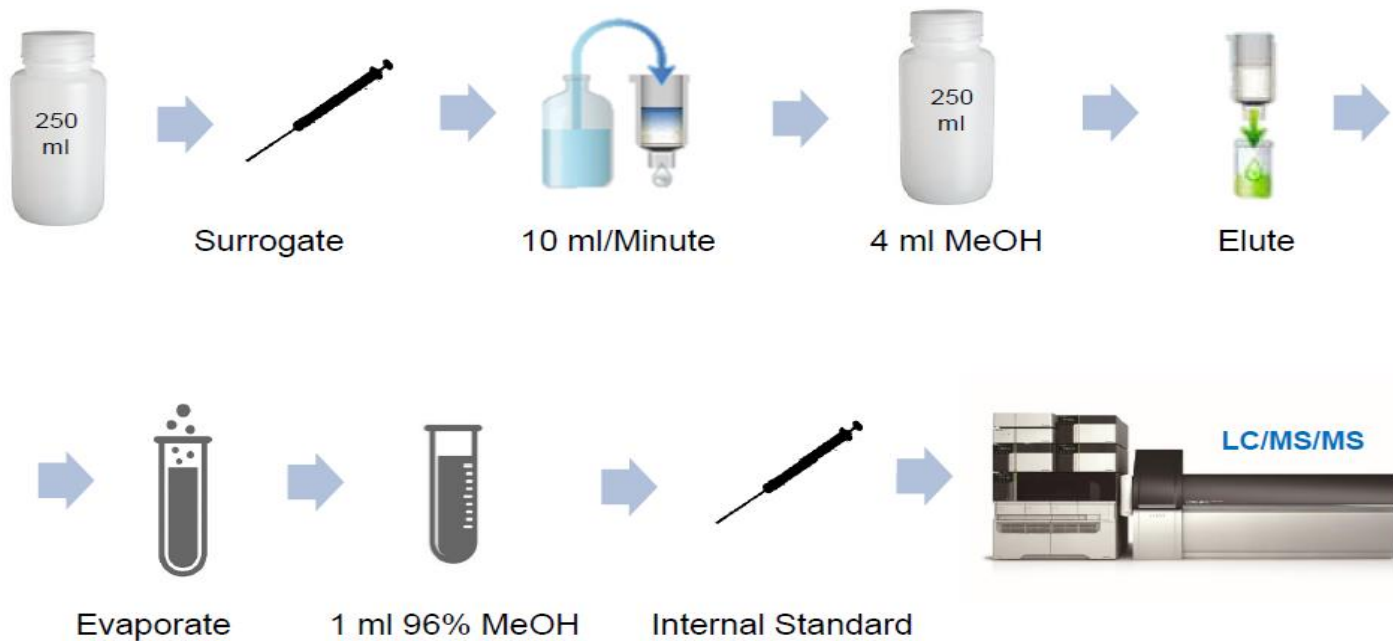 250
ml
250
ml
Surrogate
10 ml/Minute
4 ml MeOH
Elute
LC/MS/MS
Evaporate
1 ml 96% MeOH
Internal Standard